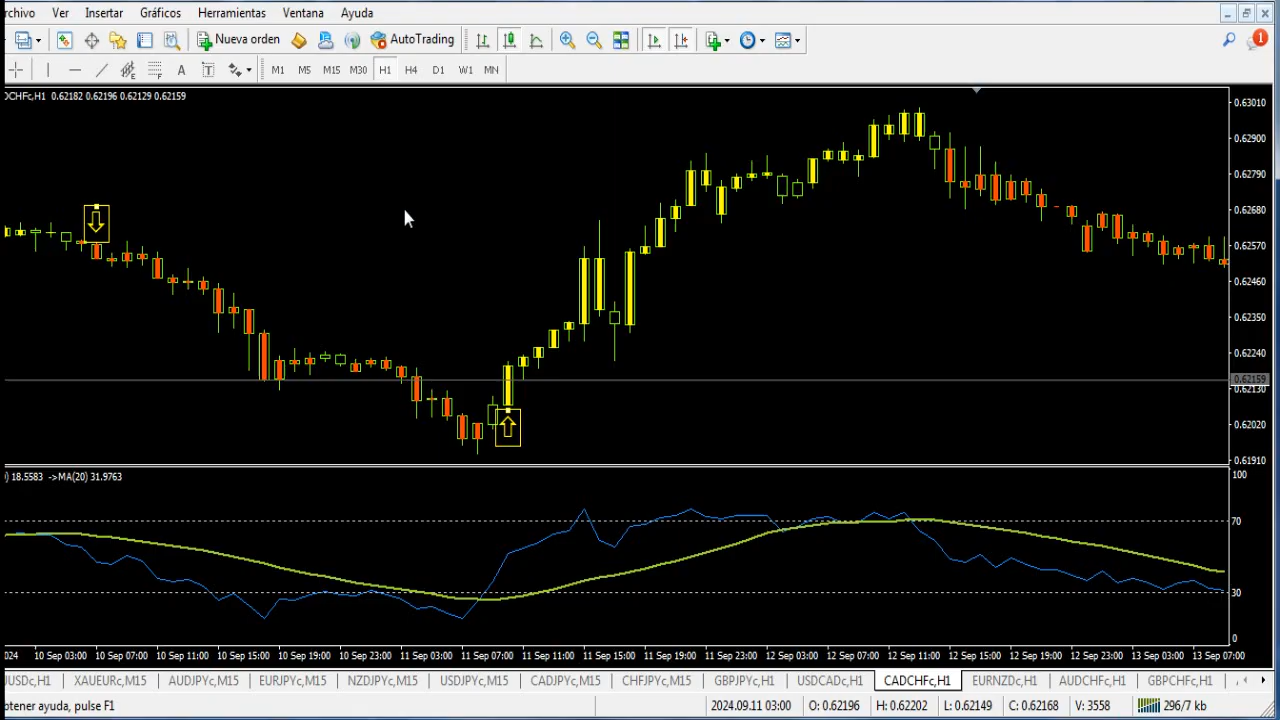 rchivo Ver Insertar Gráficos Herramientas Ventana Ayuda
Nueva orden AutoTrading 1
A T M1 M5 M15 M30 H1 H4 D1 W1 MN
DCHFc,H1 0.62182 0.62196 0.62129 0.62159
0.63010
0.62900
0.62790
0.62680
0.62570
0.62460
0.62350
0.62240
0.62159
0.62130
0.62020
0.61910
) 18.5583 ->MA(20) 31.9763
100
70
30
0
024 10 Sep 03:00 10 Sep 07:00 10 Sep 11:00 10 Sep 15:00 10 Sep 19:00 10 Sep 23:00 11 Sep 03:00 11 Sep 07:00 11 Sep 11:00 11 Sep 15:00 11 Sep 19:00 11 Sep 23:00 12 Sep 03:00 12 Sep 07:00 12 Sep 11:00 12 Sep 15:00 12 Sep 19:00 12 Sep 23:00 13 Sep 03:00 13 Sep 07:00
JUSDc,H1 XAUEURc,M15 AUDJPYc,M15 EURJPYc,M15 NZDJPYc,M15 USDJPYc,M15 CADJPYc,M15 CHFJPYc,M15 GBPJPYc,H1 USDCADc,H1 CADCHFc,H1 EURNZDc,H1 AUDCHFc,H1 GBPCHFc,H1
otener ayuda, pulse F1 2024.09.11 03:00 O: 0.62196 H: 0.62202 L: 0.62149 C: 0.62168 V: 3558 296/7 kb